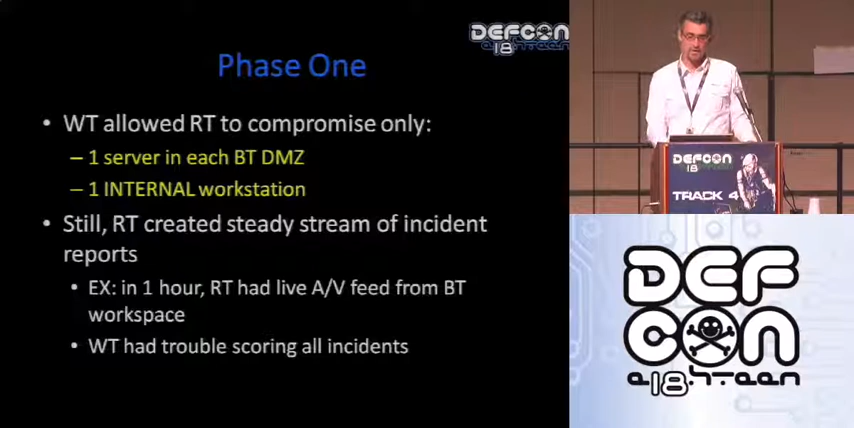 DEFCON
18
Phase One
• WT allowed RT to compromise only:
– 1 server in each BT DMZ
– 1 INTERNAL workstation
• Still, RT created steady stream of incident
reports
• EX: in 1 hour, RT had live A/V feed from BT
workspace
• WT had trouble scoring all incidents
DEFCON
18
TRACK 4
DEF
CON
e18h.teen